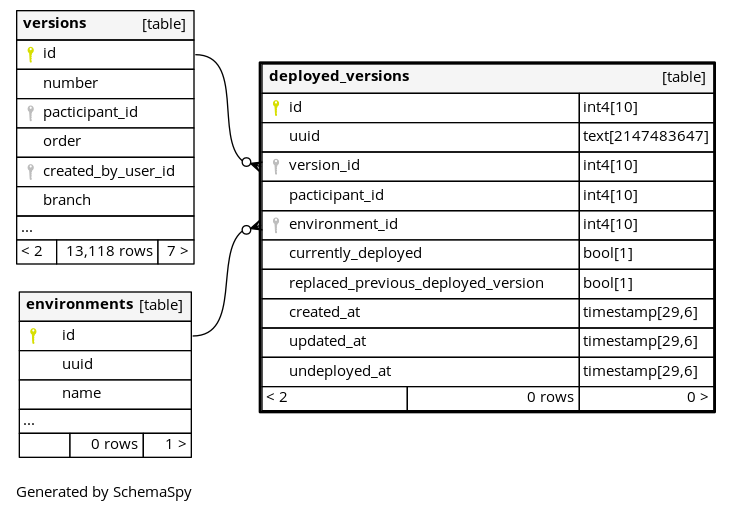 versions [table]
id
number
pacticipant_id
order
created_by_user_id
branch
...
< 2 13,118 rows 7 >
deployed_versions [table]
id int4[10]
uuid text[2147483647]
version_id int4[10]
pacticipant_id int4[10]
environment_id int4[10]
currently_deployed bool[1]
replaced_previous_deployed_version bool[1]
created_at timestamp[29,6]
updated_at timestamp[29,6]
undeployed_at timestamp[29,6]
< 2 0 rows 0 >
environments [table]
id
uuid
name
...
0 rows 1 >
Generated by SchemaSpy